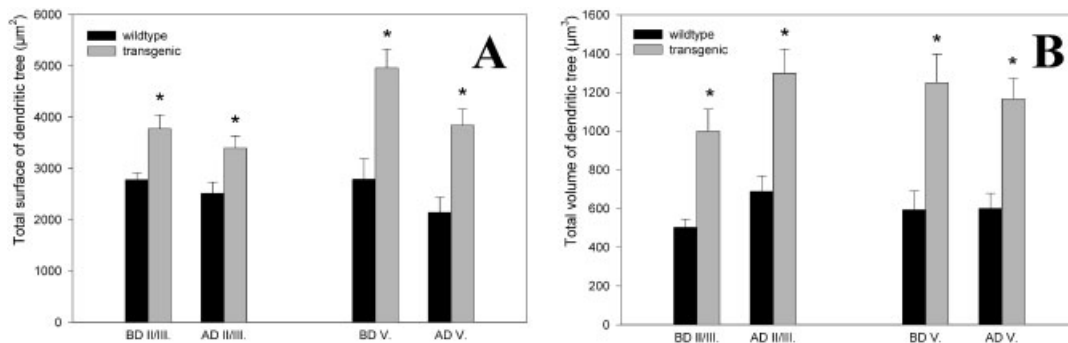 A
Total surface of dendritic tree (µm²)
6000
5000
4000
3000
2000
1000
0
wildtype
transgenic
*
*
*
*
BD II/III.
AD II/III.
BD V.
AD V.
B
Total volume of dendritic tree (µm³)
1600
1400
1200
1000
800
600
400
200
0
wildtype
transgenic
*
*
*
*
BD II/III.
AD II/III.
BD V.
AD V.